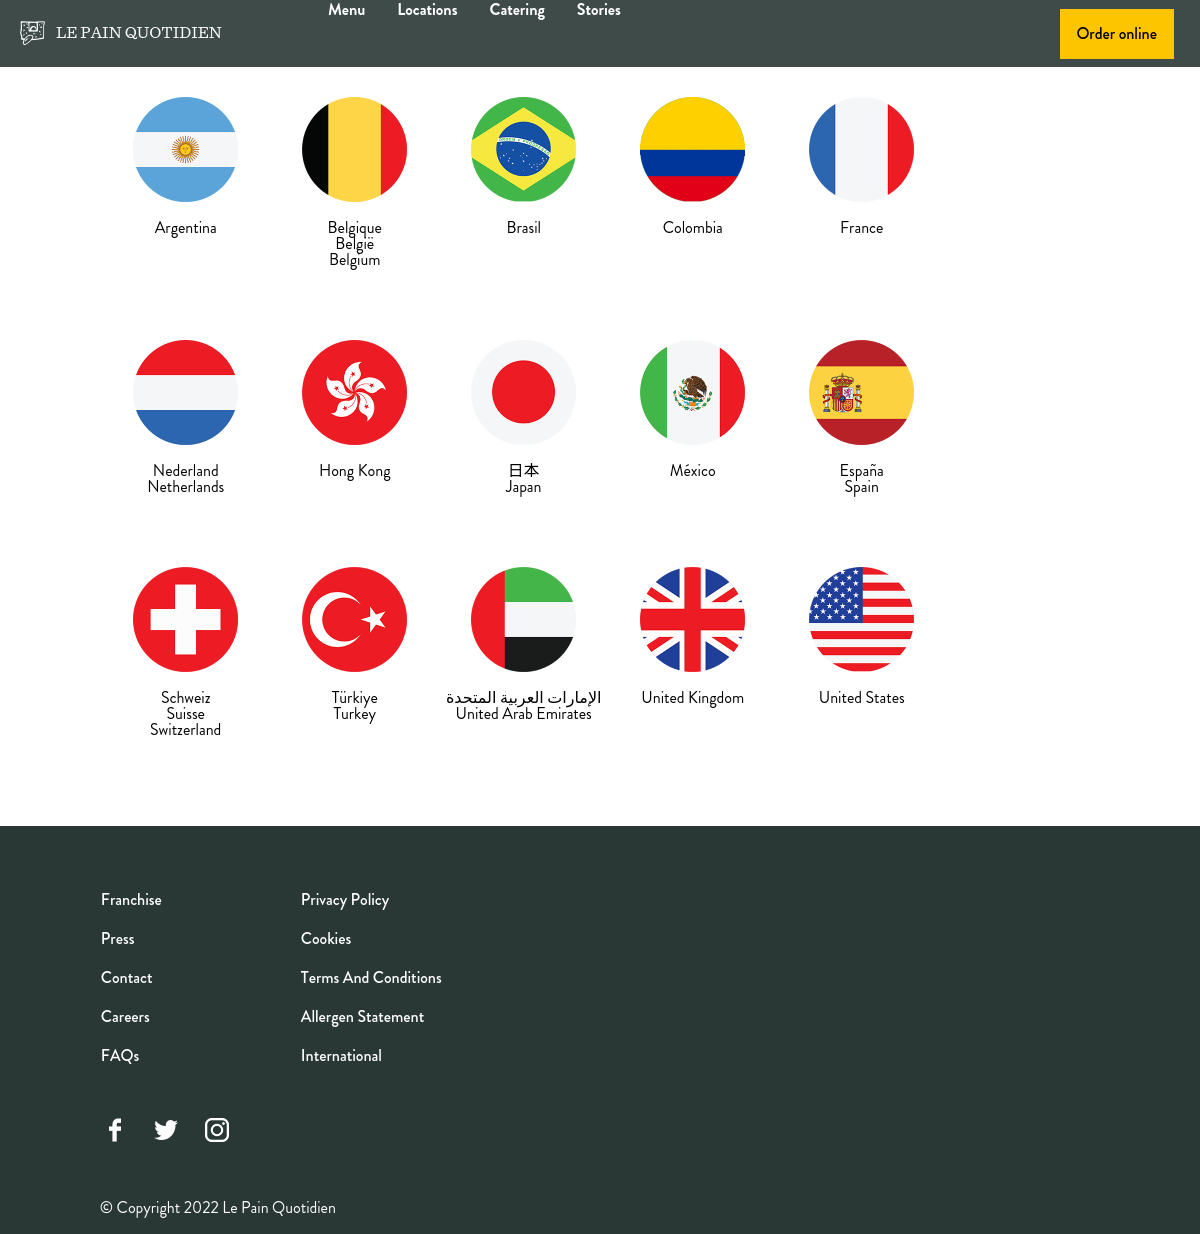 LE PAIN QUOTIDIEN
Menu
Locations
Catering
Stories
Order online
Argentina
Belgique
België
Belgium
Brasil
Colombia
France
Nederland
Netherlands
Hong Kong
日本
Japan
México
España
Spain
Schweiz
Suisse
Switzerland
Türkiye
Turkey
الإمارات العربية المتحدة
United Arab Emirates
United Kingdom
United States
Franchise
Press
Contact
Careers
FAQs
Privacy Policy
Cookies
Terms And Conditions
Allergen Statement
International
© Copyright 2022 Le Pain Quotidien